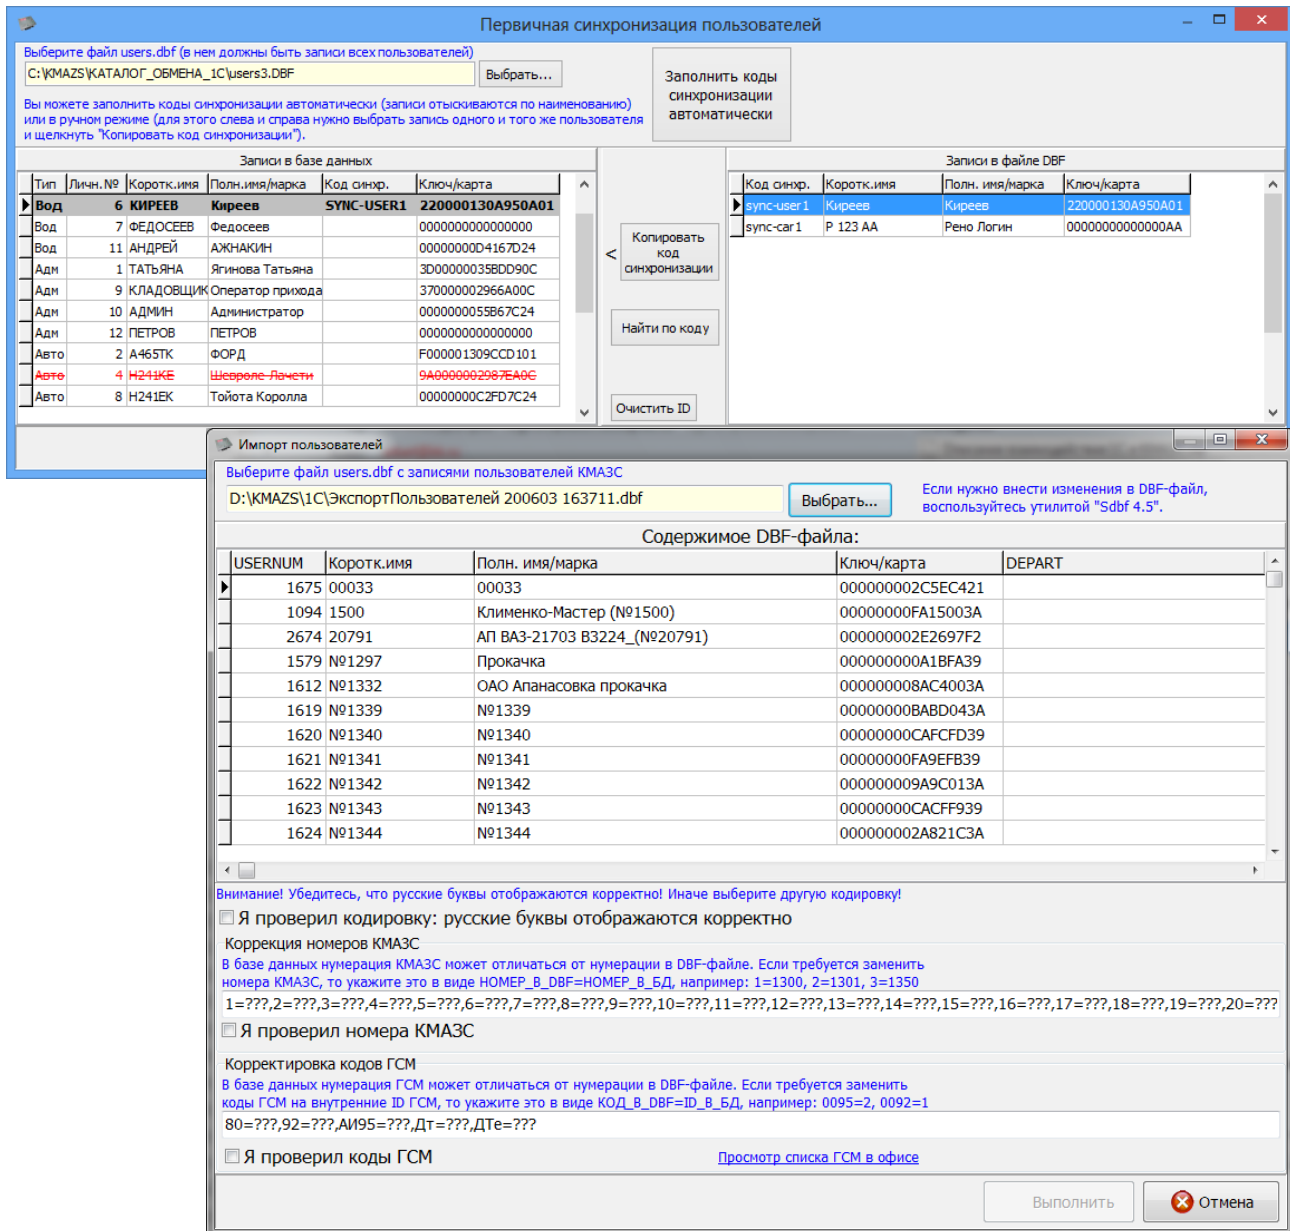 Первичная синхронизация пользователей
Выберите файл users.dbf (в нем должны быть записи всех пользователей)
C:\KMAZS\КАТАЛОГ_ОБМЕНА_1С\users3.DBF
Выбрать...
Вы можете заполнить коды синхронизации автоматически (записи отыскиваются по наименованию)
или в ручном режиме (для этого слева и справа нужно выбрать запись одного и того же пользователя
и щелкнуть "Копировать код синхронизации").
Заполнить коды
синхронизации
автоматически
Записи в базе данных
Тип Личн.№ Коротк.имя Полн.имя/марка Код синхр. Ключ/карта
Вод 6 КИРЕЕВ Киреев SYNC-USER1 220000130A950A01
Вод 7 ФЕДОСЕЕВ Федосеев 0000000000000000
Вод 11 АНДРЕЙ АЖНАКИН 00000000D4167D24
Адм 1 ТАТЬЯНА Ягинова Татьяна 3D00000035BDD90C
Адм 9 КЛАДОВЩИК Оператор прихода 370000002966A00C
Адм 10 АДМИН Администратор 0000000055B67C24
Адм 12 ПЕТРОВ ПЕТРОВ 0000000000000000
Авто 2 А465ТК ФОРД F000001309CCD101
Авто 4 Н241КЕ Шевроле Лачети 9A0000002987EA0C
Авто 8 Н241ЕК Тойота Королла 00000000C2FD7C24
<
Копировать
код
синхронизации
Найти по коду
Очистить ID
Записи в файле DBF
Код синхр. Коротк.имя Полн. имя/марка Ключ/карта
sync-user1 Киреев Киреев 220000130A950A01
sync-car1 Р 123 АА Рено Логин 00000000000000AA
Импорт пользователей
Выберите файл users.dbf с записями пользователей КМАЗС
D:\KMAZS\1C\ЭкспортПользователей 200603 163711.dbf
Выбрать...
Если нужно внести изменения в DBF-файл,
воспользуйтесь утилитой "Sdbf 4.5".
Содержимое DBF-файла:
USERNUM Коротк.имя Полн. имя/марка Ключ/карта DEPART
1675 00033 00033 000000002C5EC421
1094 1500 Клименко-Мастер (№1500) 00000000FA15003A
2674 20791 АП ВАЗ-21703 В3224_(№20791) 000000002E2697F2
1579 №1297 Прокачка 000000000A1BFA39
1612 №1332 ОАО Апанасовка прокачка 000000008AC4003A
1619 №1339 №1339 00000000BABD043A
1620 №1340 №1340 00000000CAFCFD39
1621 №1341 №1341 00000000FA9EFB39
1622 №1342 №1342 000000009A9C013A
1623 №1343 №1343 00000000CACFF939
1624 №1344 №1344 000000002A821C3A
Внимание! Убедитесь, что русские буквы отображаются корректно! Иначе выберите другую кодировку!
Я проверил кодировку: русские буквы отображаются корректно
Коррекция номеров КМАЗС
В базе данных нумерация КМАЗС может отличаться от нумерации в DBF-файле. Если требуется заменить
номера КМАЗС, то укажите это в виде НОМЕР_В_DBF=НОМЕР_В_БД, например: 1=1300, 2=1301, 3=1350
1=???,2=???,3=???,4=???,5=???,6=???,7=???,8=???,9=???,10=???,11=???,12=???,13=???,14=???,15=???,16=???,17=???,18=???,19=???,20=???
Я проверил номера КМАЗС
Корректировка кодов ГСМ
В базе данных нумерация ГСМ может отличаться от нумерации в DBF-файле. Если требуется заменить
коды ГСМ на внутренние ID ГСМ, то укажите это в виде КОД_В_DBF=ID_В_БД, например: 0095=2, 0092=1
80=???,92=???,АИ95=???,Дт=???,ДТе=???
Я проверил коды ГСМ
Просмотр списка ГСМ в офисе
Выполнить
Отмена